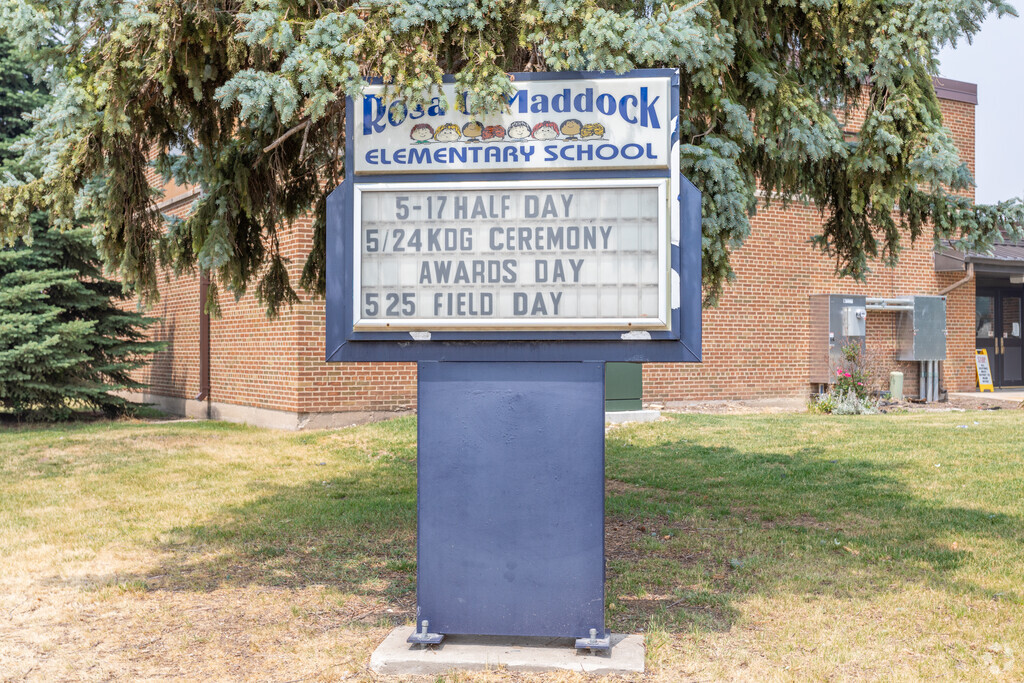 Rosa L. Maddock
ELEMENTARY SCHOOL
5-17 HALF DAY
5/24 KDG CEREMONY
AWARDS DAY
5 25 FIELD DAY